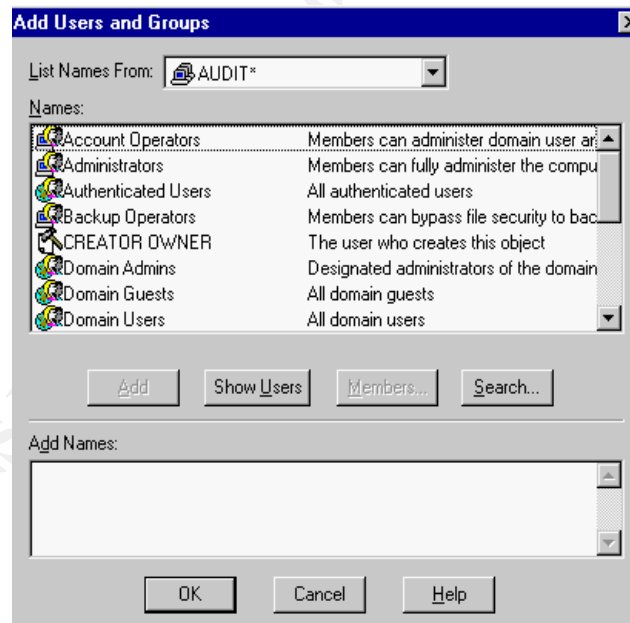 Add Users and Groups
List Names From: AUDIT*
Names:
Account Operators Members can administer domain user ar
Administrators Members can fully administer the compu
Authenticated Users All authenticated users
Backup Operators Members can bypass file security to bac
CREATOR OWNER The user who creates this object
Domain Admins Designated administrators of the domain
Domain Guests All domain guests
Domain Users All domain users
Add Show Users Members... Search...
Add Names:
OK Cancel Help